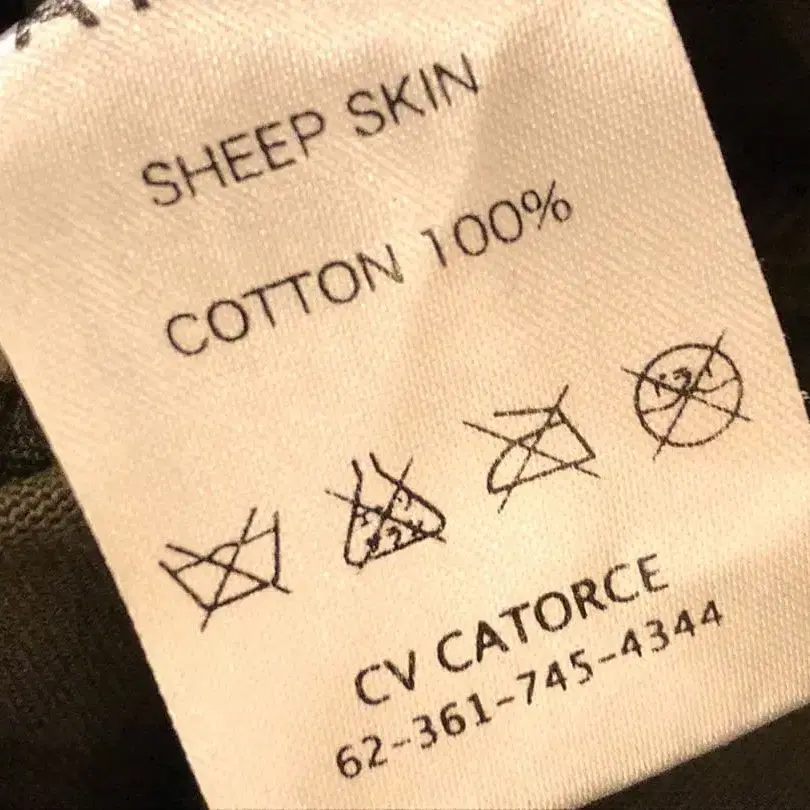 SHEEP SKIN
COTTON 100%
CV CATORCE
62-361-745-4344